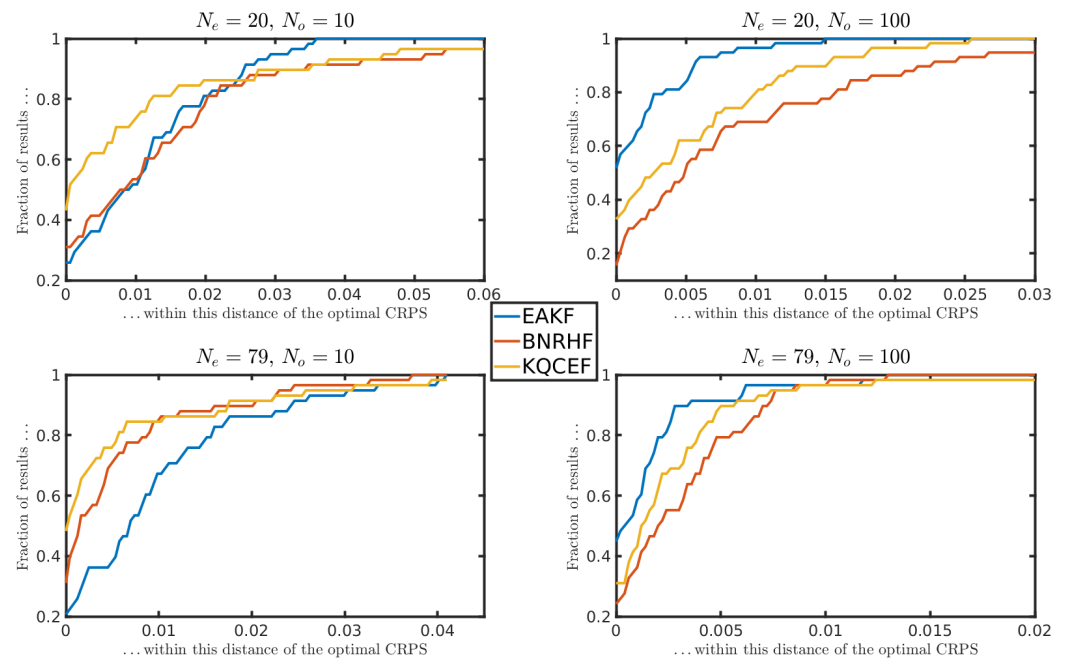 Nₑ = 20, Nₒ = 10
1
0.8
0.6
0.4
0.2
Fraction of results ...
0 0.01 0.02 0.03 0.04 0.05 0.06
...within this distance of the optimal CRPS
Nₑ = 20, Nₒ = 100
1
0.8
0.6
0.4
0.2
Fraction of results ...
0 0.005 0.01 0.015 0.02 0.025 0.03
...within this distance of the optimal CRPS
EAKF
BNRHF
KQCEF
Nₑ = 79, Nₒ = 10
1
0.8
0.6
0.4
0.2
Fraction of results ...
0 0.01 0.02 0.03 0.04
...within this distance of the optimal CRPS
Nₑ = 79, Nₒ = 100
1
0.8
0.6
0.4
0.2
Fraction of results ...
0 0.005 0.01 0.015 0.02
...within this distance of the optimal CRPS